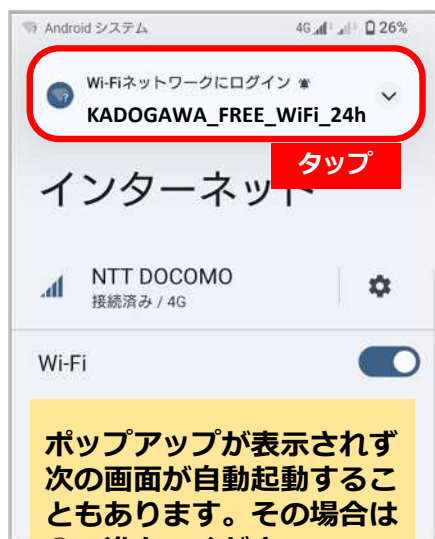 Android システム 4G 26%
Wi-Fiネットワークにログイン
KADOGAWA_FREE_WiFi_24h
タップ
インターネット
NTT DOCOMO
接続済み / 4G
Wi-Fi
ポップアップが表示されず
次の画面が自動起動するこ
ともあります。その場合は